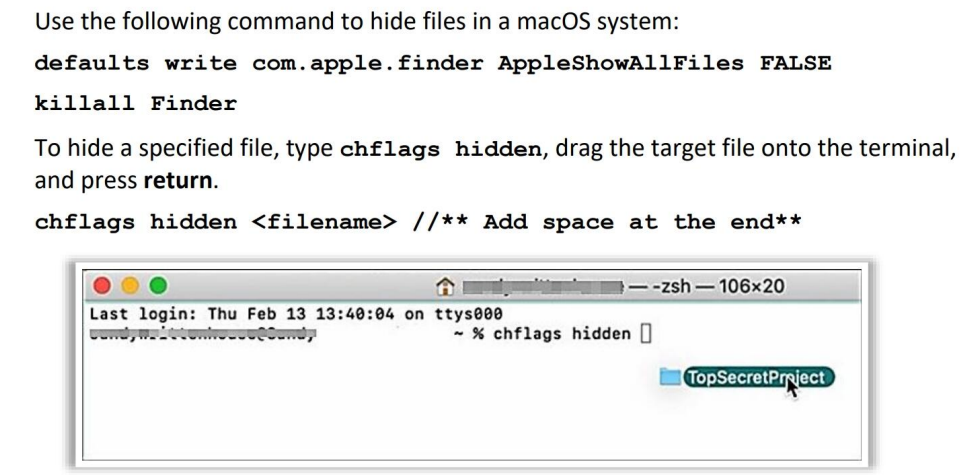 Use the following command to hide files in a macOS system:
defaults write com.apple.finder AppleShowAllFiles FALSE
killall Finder
To hide a specified file, type chflags hidden, drag the target file onto the terminal,
and press return.
chflags hidden <filename> //** Add space at the end**
— -zsh — 106×20
Last login: Thu Feb 13 13:40:04 on ttys000
~ % chflags hidden
TopSecretProject